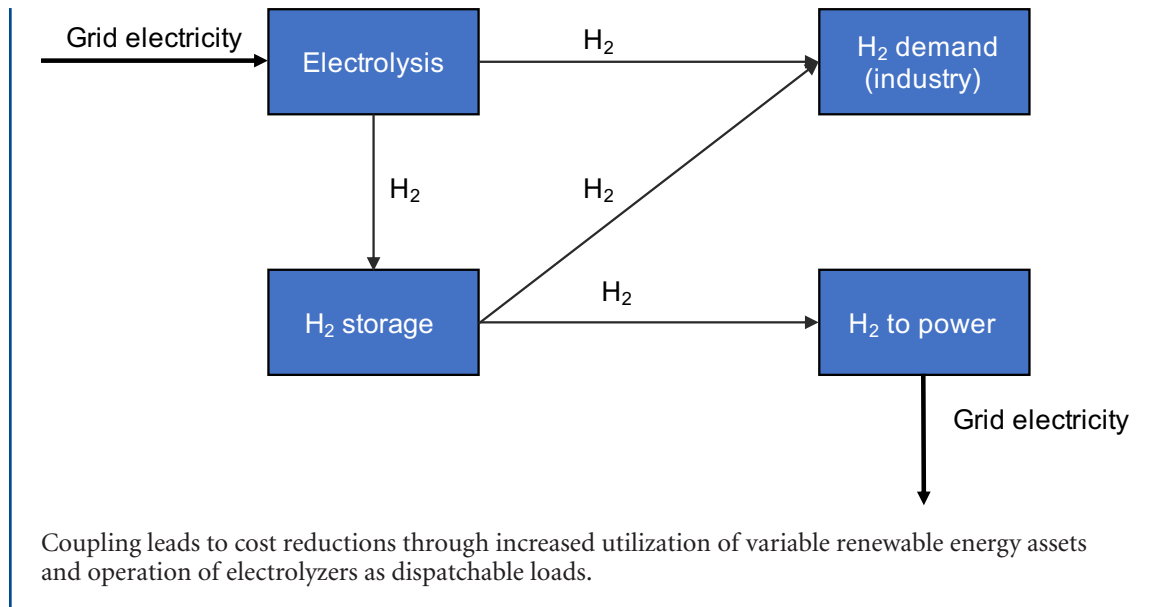 Grid electricity
Electrolysis
H₂
H₂ demand
(industry)
H₂
H₂
H₂ storage
H₂
H₂ to power
Grid electricity
Coupling leads to cost reductions through increased utilization of variable renewable energy assets
and operation of electrolyzers as dispatchable loads.